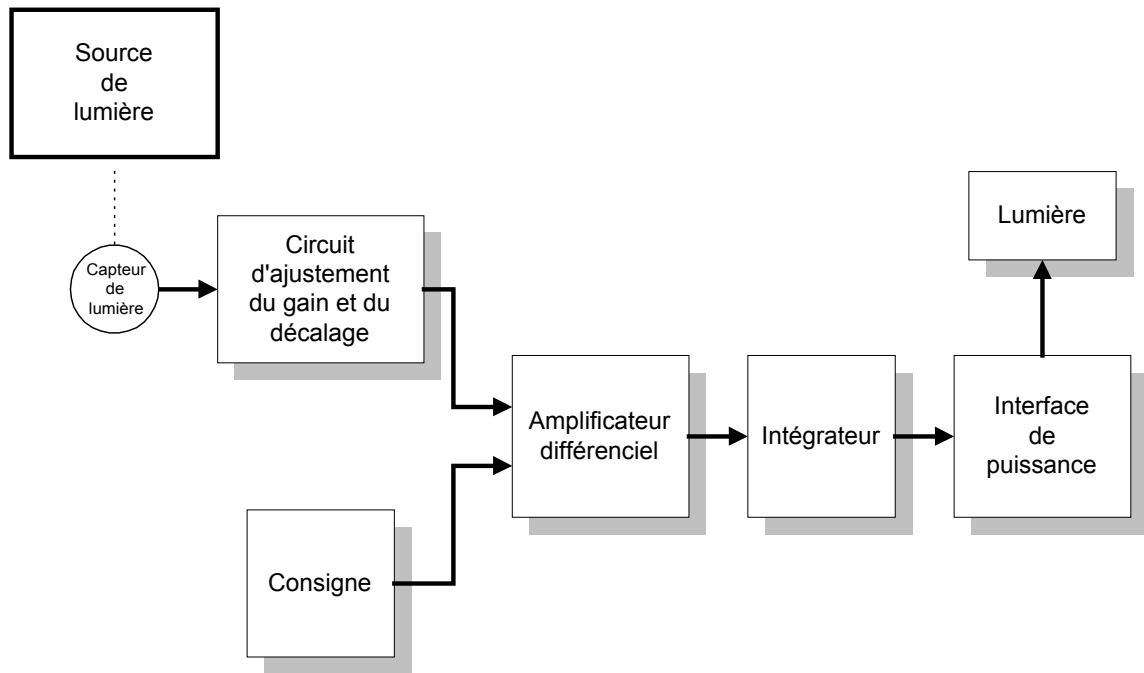 Source
de
lumière
Capteur
de
lumière
Circuit
d'ajustement
du gain et du
décalage
Consigne
Amplificateur
différenciel
Intégrateur
Interface
de
puissance
Lumière